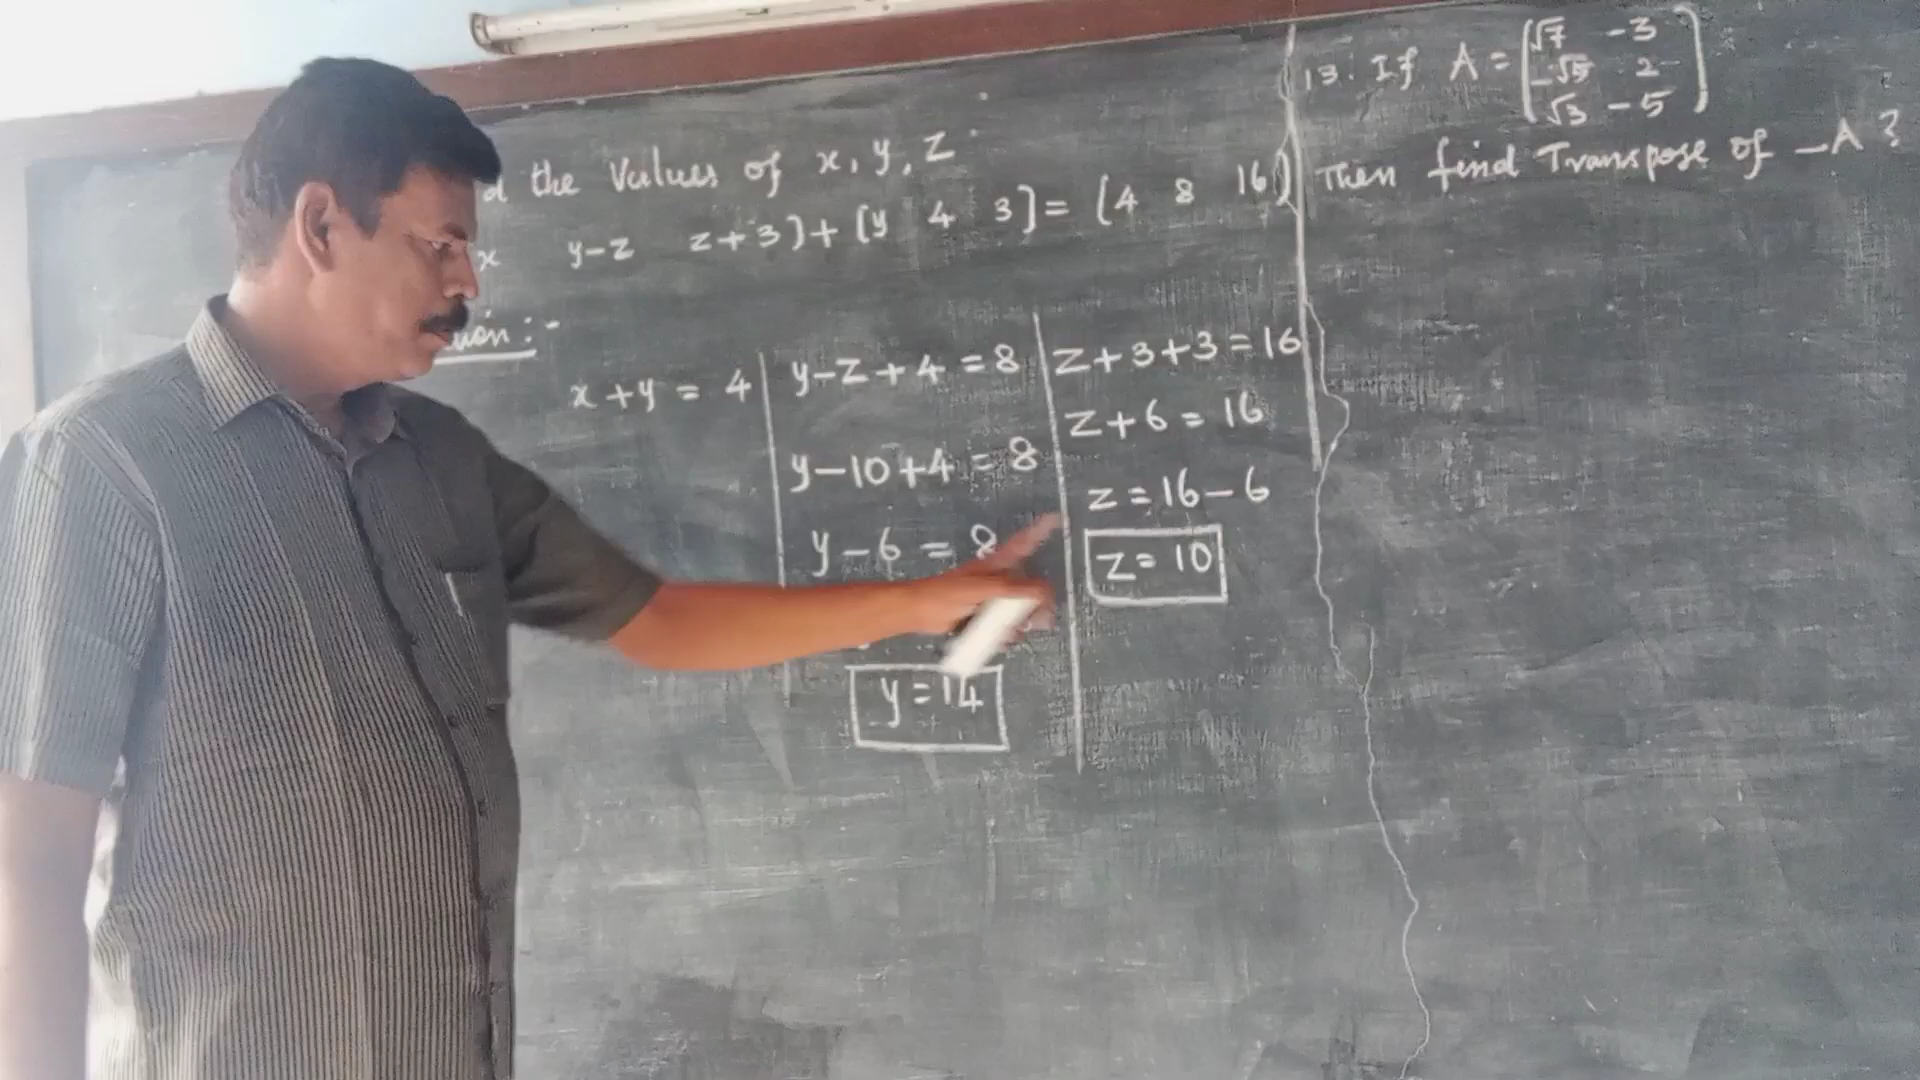 the Values of x, y, z.
x y-z z+3)+(y 4 3)=(4 8 16)
x+y = 4
y-z+4 = 8
y-10+4 = 8
y-6 = 8
y=14
z+3+3=16
z+6=16
z=16-6
z=10
13. If A = (√7 -3
-√5 2
√3 -5)
Then find Transpose of -A?